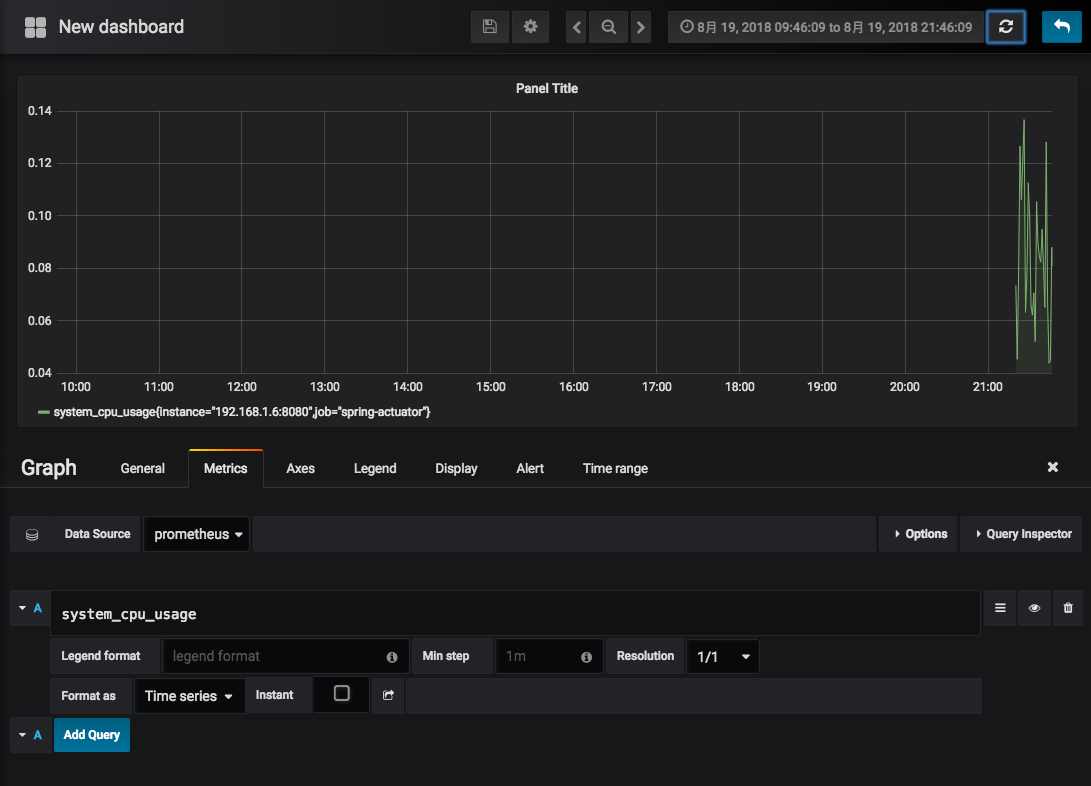 New dashboard
8月 19, 2018 09:46:09 to 8月 19, 2018 21:46:09
Panel Title
0.14
0.12
0.10
0.08
0.06
0.04
10:00 11:00 12:00 13:00 14:00 15:00 16:00 17:00 18:00 19:00 20:00 21:00
system_cpu_usage{instance="192.168.1.6:8080",job="spring-actuator"}
Graph General Metrics Axes Legend Display Alert Time range
Data Source prometheus Options Query Inspector
A system_cpu_usage
Legend format legend format Min step 1m Resolution 1/1
Format as Time series Instant
A Add Query